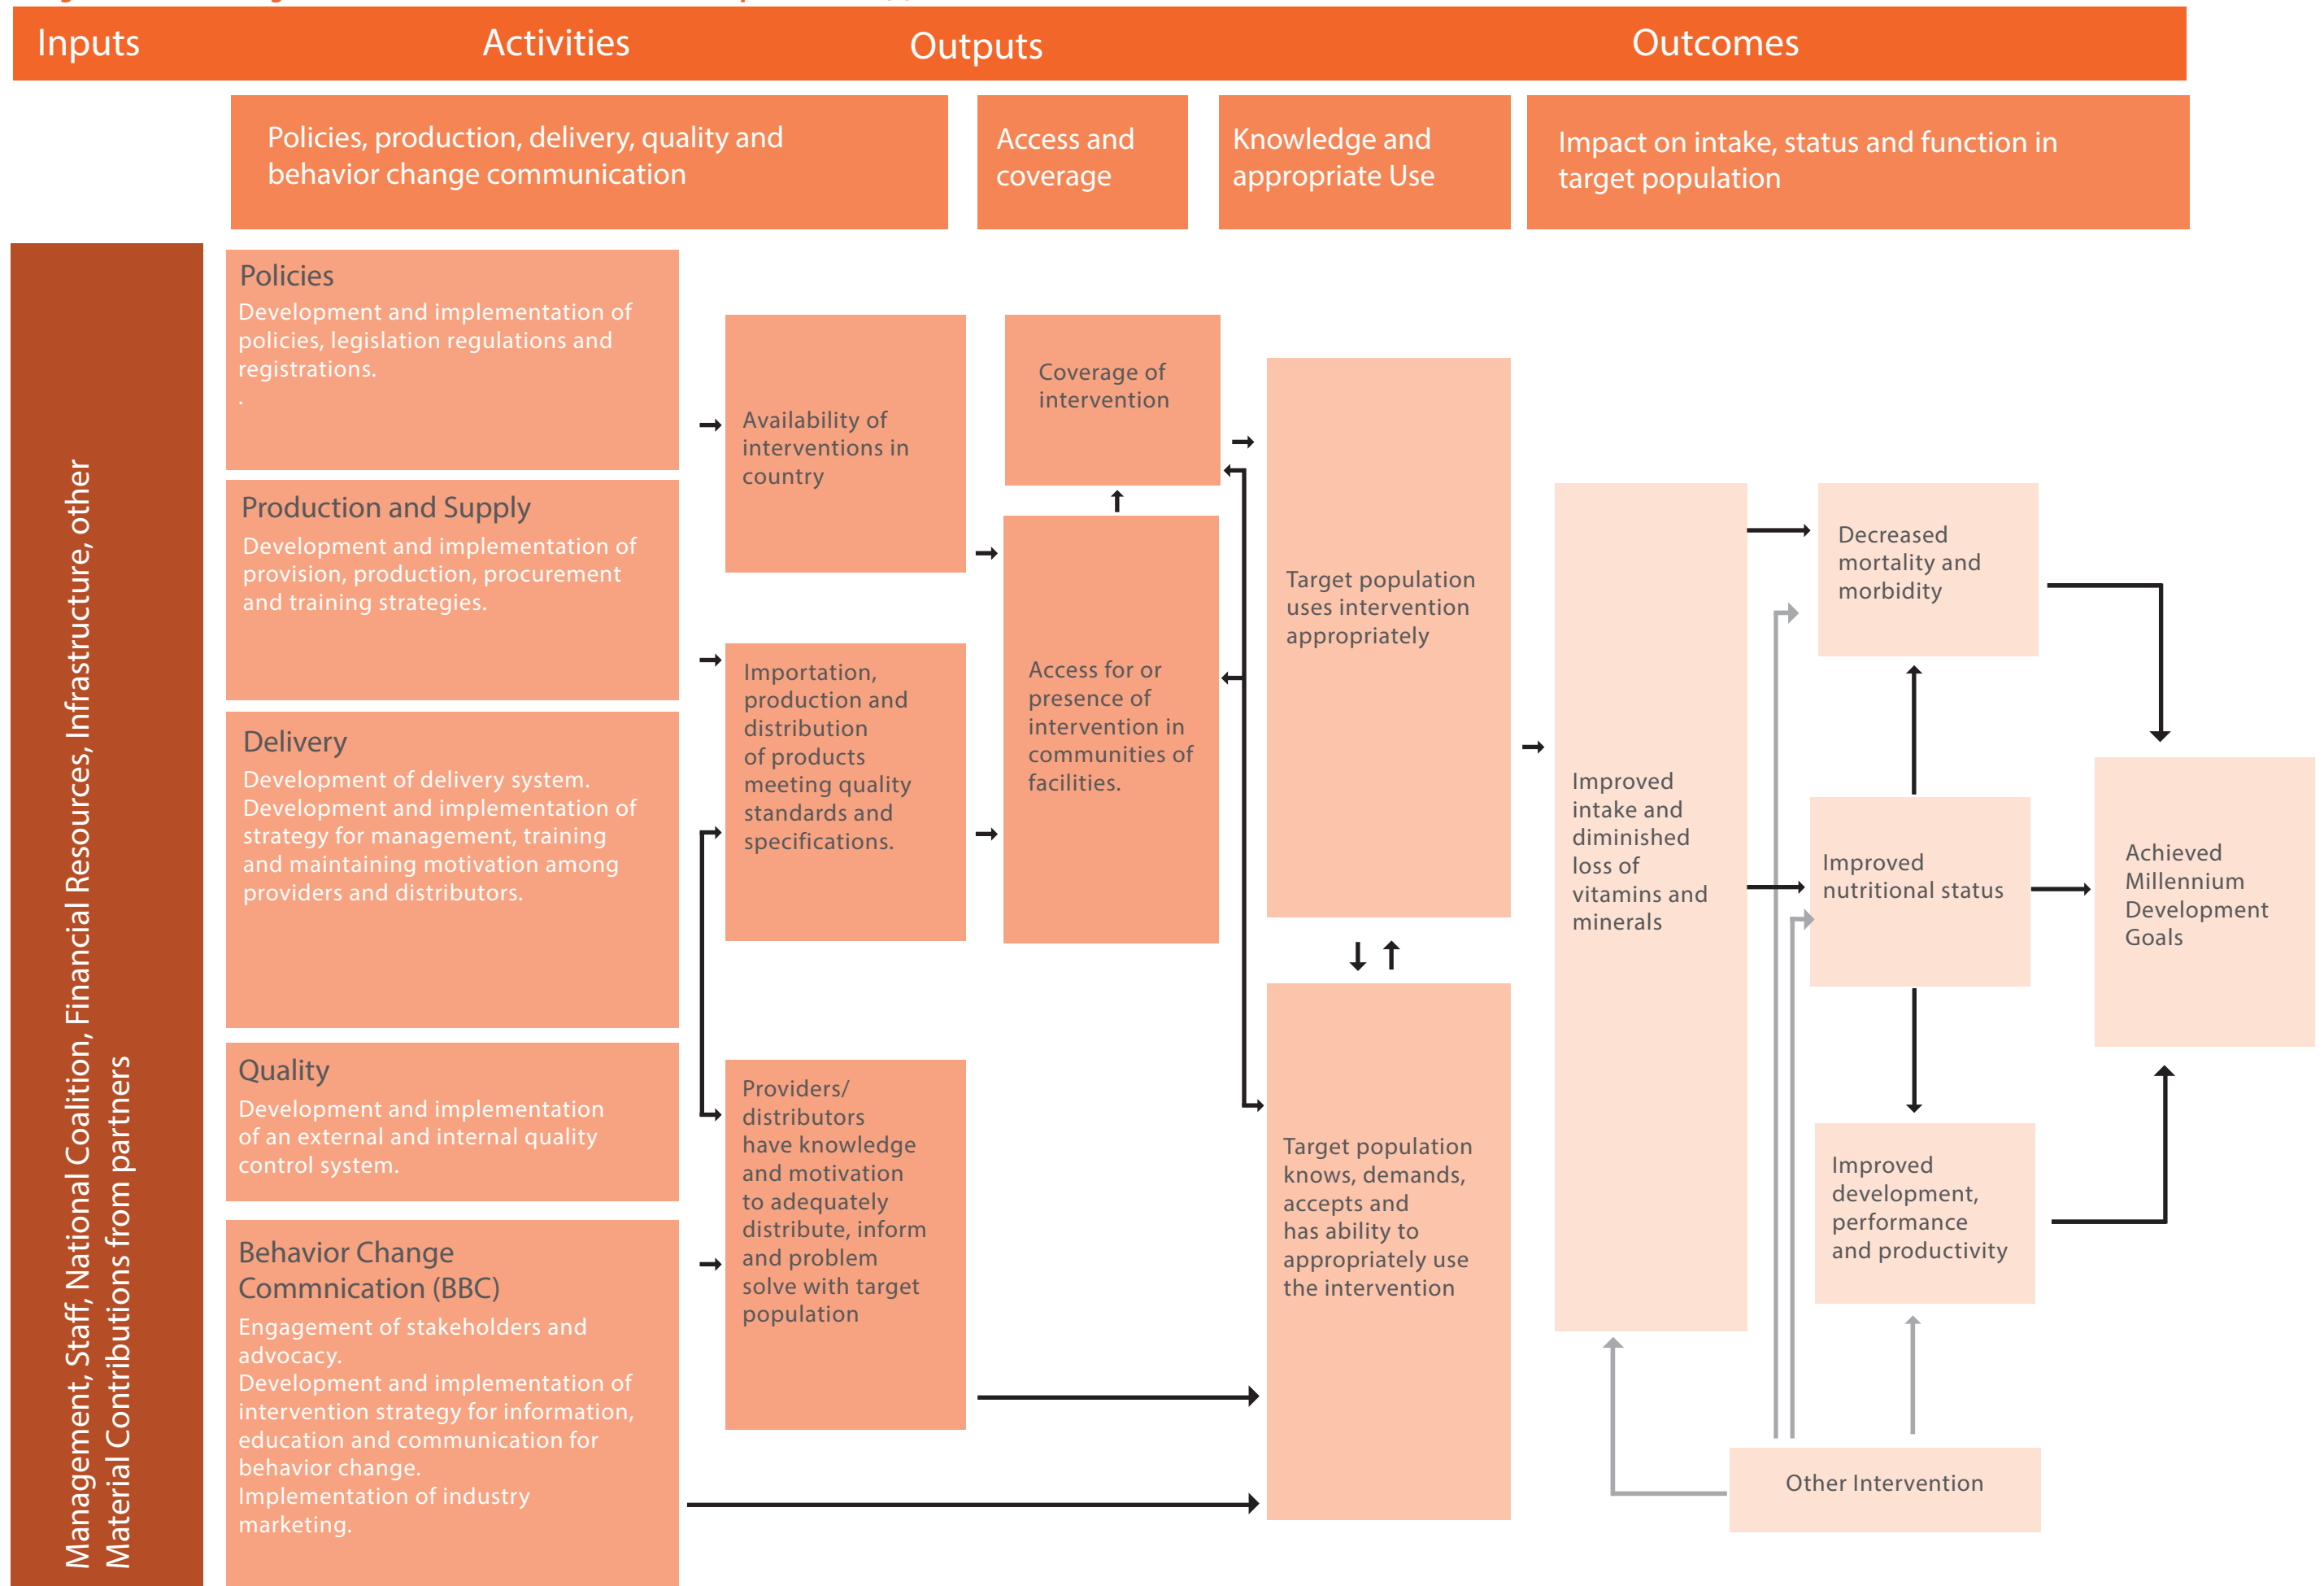 Inputs
Activities
Outputs
Outcomes
Policies, production, delivery, quality and
behavior change communication
Access and
coverage
Knowledge and
appropriate Use
Impact on intake, status and function in
target population
Management, Staff, National Coalition, Financial Resources, Infrastructure, other
Material Contributions from partners
Policies
Development and implementation of
policies, legislation regulations and
registrations.
.
Production and Supply
Development and implementation of
provision, production, procurement
and training strategies.
Delivery
Development of delivery system.
Development and implementation of
strategy for management, training
and maintaining motivation among
providers and distributors.
Quality
Development and implementation
of an external and internal quality
control system.
Behavior Change
Commnication (BBC)
Engagement of stakeholders and
advocacy.
Development and implementation of
intervention strategy for information,
education and communication for
behavior change.
Implementation of industry
marketing.
Availability of
interventions in
country
Importation,
production and
distribution
of products
meeting quality
standards and
specifications.
Providers/
distributors
have knowledge
and motivation
to adequately
distribute, inform
and problem
solve with target
population
Coverage of
intervention
Access for or
presence of
intervention in
communities of
facilities.
Target population
uses intervention
appropriately
Target population
knows, demands,
accepts and
has ability to
appropriately use
the intervention
Improved
intake and
diminished
loss of
vitamins and
minerals
Decreased
mortality and
morbidity
Improved
nutritional status
Improved
development,
performance
and productivity
Achieved
Millennium
Development
Goals
Other Intervention